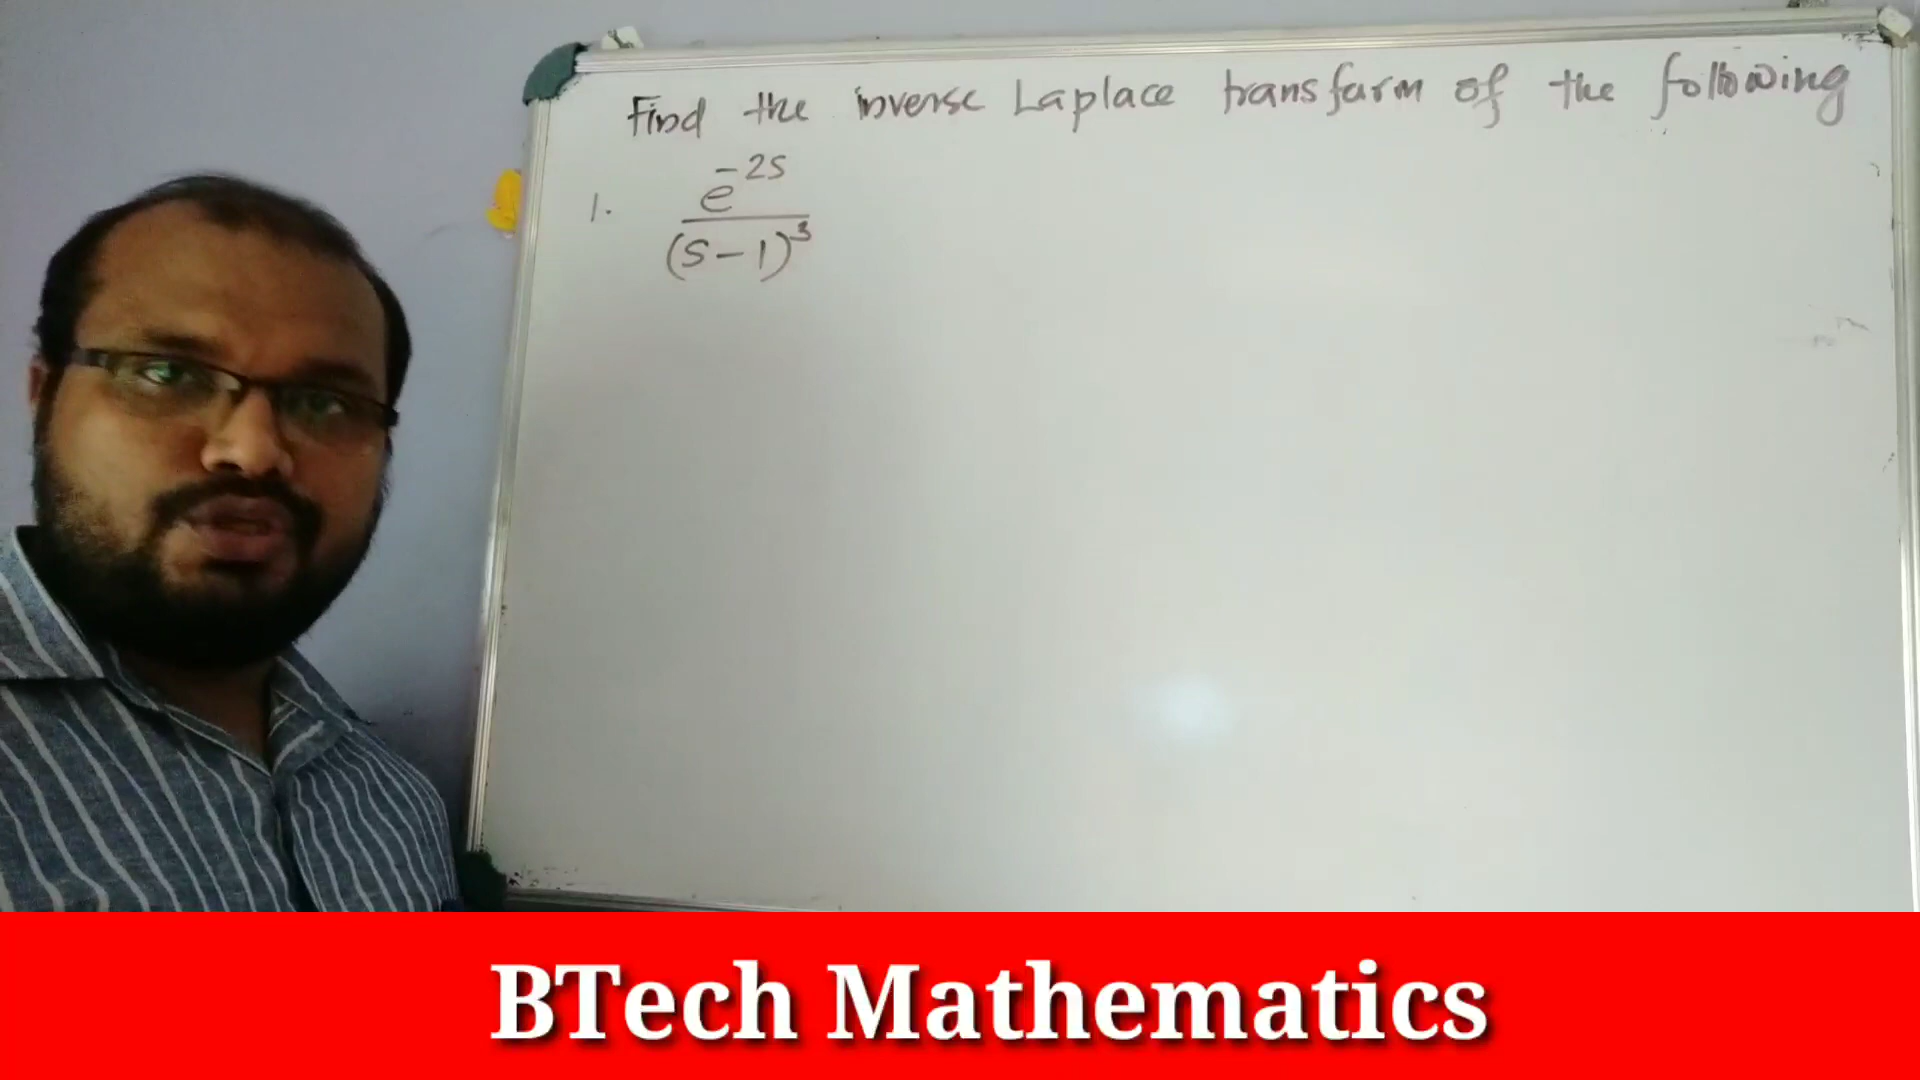 Find the inverse Laplace transform of the following
1. e^-2s / (s-1)^3
BTech Mathematics